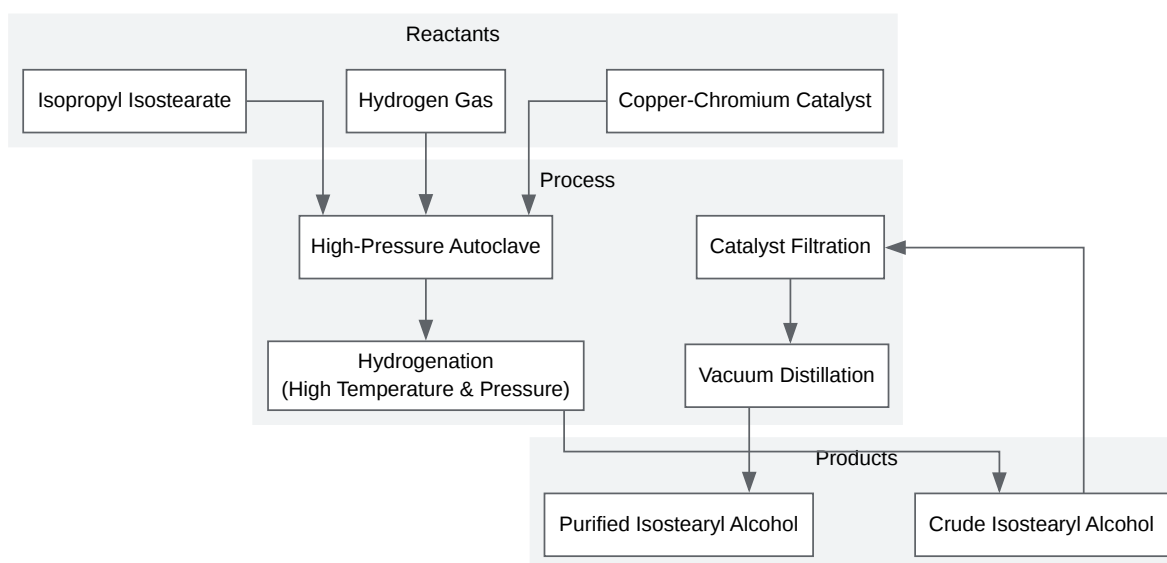 Reactants
Isopropyl Isostearate
Hydrogen Gas
Copper-Chromium Catalyst
Process
High-Pressure Autoclave
Catalyst Filtration
Hydrogenation
(High Temperature & Pressure)
Vacuum Distillation
Products
Purified Isostearyl Alcohol
Crude Isostearyl Alcohol